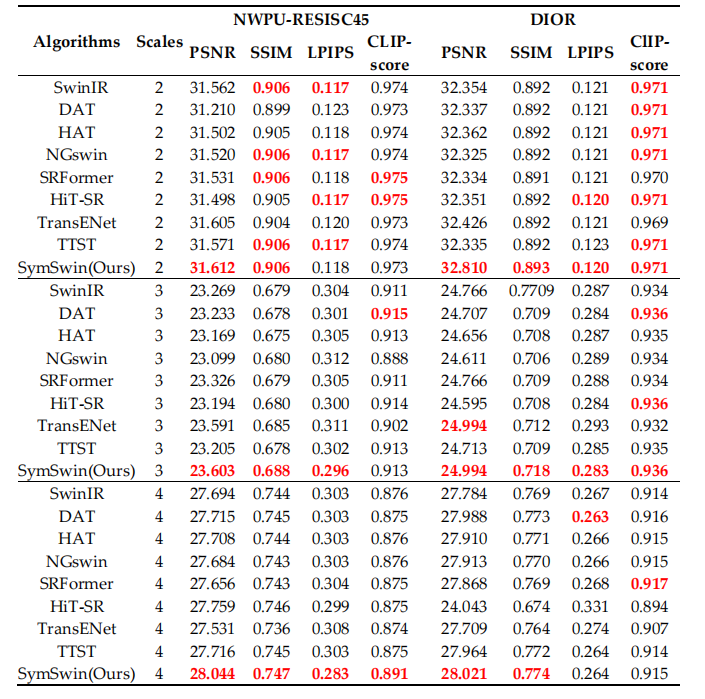 NWPU-RESISC45 DIOR
Algorithms Scales PSNR SSIM LPIPS CLIP-score PSNR SSIM LPIPS ClIP-score
SwinIR 2 31.562 0.906 0.117 0.974 32.354 0.892 0.121 0.971
DAT 2 31.210 0.899 0.123 0.973 32.337 0.892 0.121 0.971
HAT 2 31.502 0.905 0.118 0.974 32.362 0.892 0.121 0.971
NGswin 2 31.520 0.906 0.117 0.974 32.325 0.892 0.121 0.971
SRFormer 2 31.531 0.906 0.118 0.975 32.334 0.891 0.121 0.970
HiT-SR 2 31.498 0.905 0.117 0.975 32.351 0.892 0.120 0.971
TransENet 2 31.605 0.904 0.120 0.973 32.426 0.892 0.121 0.969
TTST 2 31.571 0.906 0.117 0.974 32.335 0.892 0.123 0.971
SymSwin(Ours) 2 31.612 0.906 0.118 0.973 32.810 0.893 0.120 0.971
SwinIR 3 23.269 0.679 0.304 0.911 24.766 0.7709 0.287 0.934
DAT 3 23.233 0.678 0.301 0.915 24.707 0.709 0.284 0.936
HAT 3 23.169 0.675 0.305 0.913 24.656 0.708 0.287 0.935
NGswin 3 23.099 0.680 0.312 0.888 24.611 0.706 0.289 0.934
SRFormer 3 23.326 0.679 0.305 0.911 24.766 0.709 0.288 0.934
HiT-SR 3 23.194 0.680 0.300 0.914 24.595 0.708 0.284 0.936
TransENet 3 23.591 0.685 0.311 0.902 24.994 0.712 0.293 0.932
TTST 3 23.205 0.678 0.302 0.913 24.713 0.709 0.285 0.935
SymSwin(Ours) 3 23.603 0.688 0.296 0.913 24.994 0.718 0.283 0.936
SwinIR 4 27.694 0.744 0.303 0.876 27.784 0.769 0.267 0.914
DAT 4 27.715 0.745 0.303 0.875 27.988 0.773 0.263 0.916
HAT 4 27.708 0.744 0.303 0.876 27.910 0.771 0.266 0.915
NGswin 4 27.684 0.743 0.303 0.876 27.913 0.770 0.266 0.915
SRFormer 4 27.656 0.743 0.304 0.875 27.868 0.769 0.268 0.917
HiT-SR 4 27.759 0.746 0.299 0.875 24.043 0.674 0.331 0.894
TransENet 4 27.531 0.736 0.308 0.874 27.709 0.764 0.274 0.907
TTST 4 27.716 0.745 0.303 0.875 27.964 0.772 0.264 0.914
SymSwin(Ours) 4 28.044 0.747 0.283 0.891 28.021 0.774 0.264 0.915